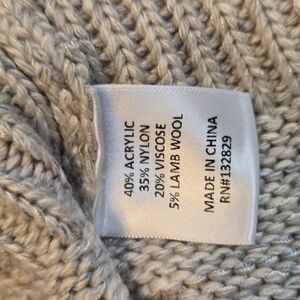 40% ACRYLIC
35% NYLON
20% VISCOSE
5% LAMB WOOL
MADE IN CHINA
RN#132829